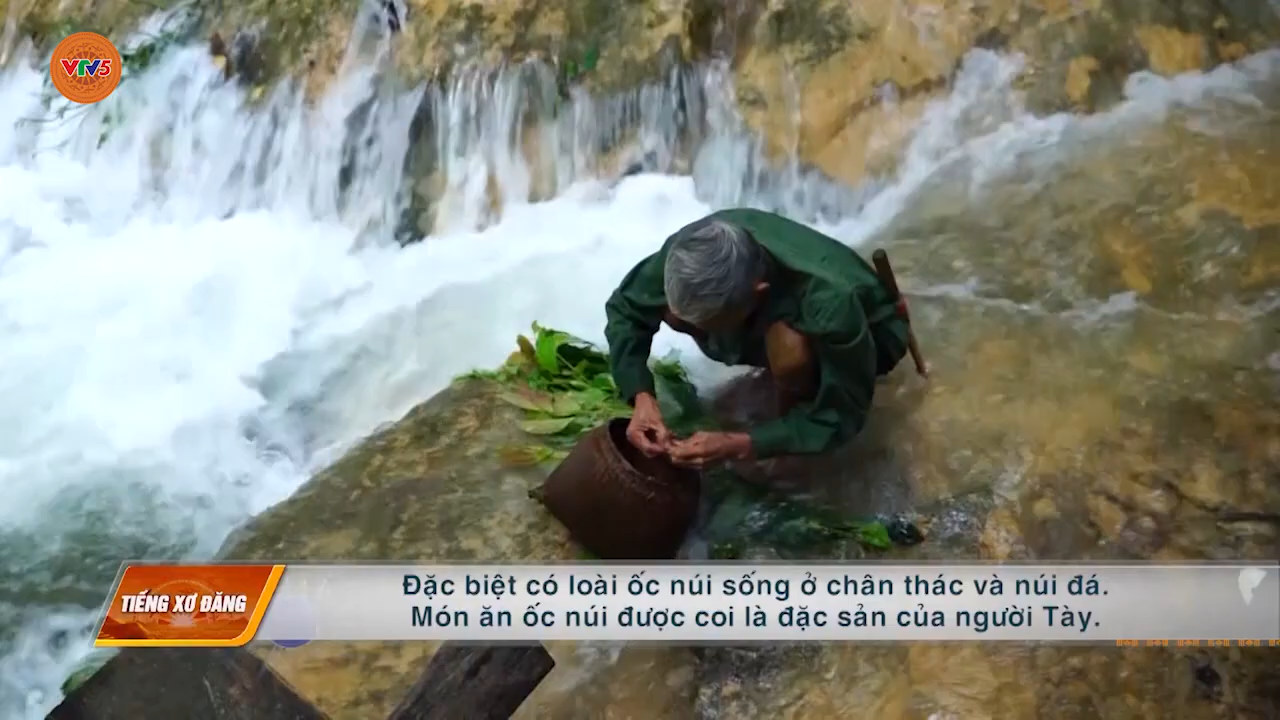 VTV5
TIẾNG XƠ ĐĂNG
Đặc biệt có loài ốc núi sống ở chân thác và núi đá.
Món ăn ốc núi được coi là đặc sản của người Tày.